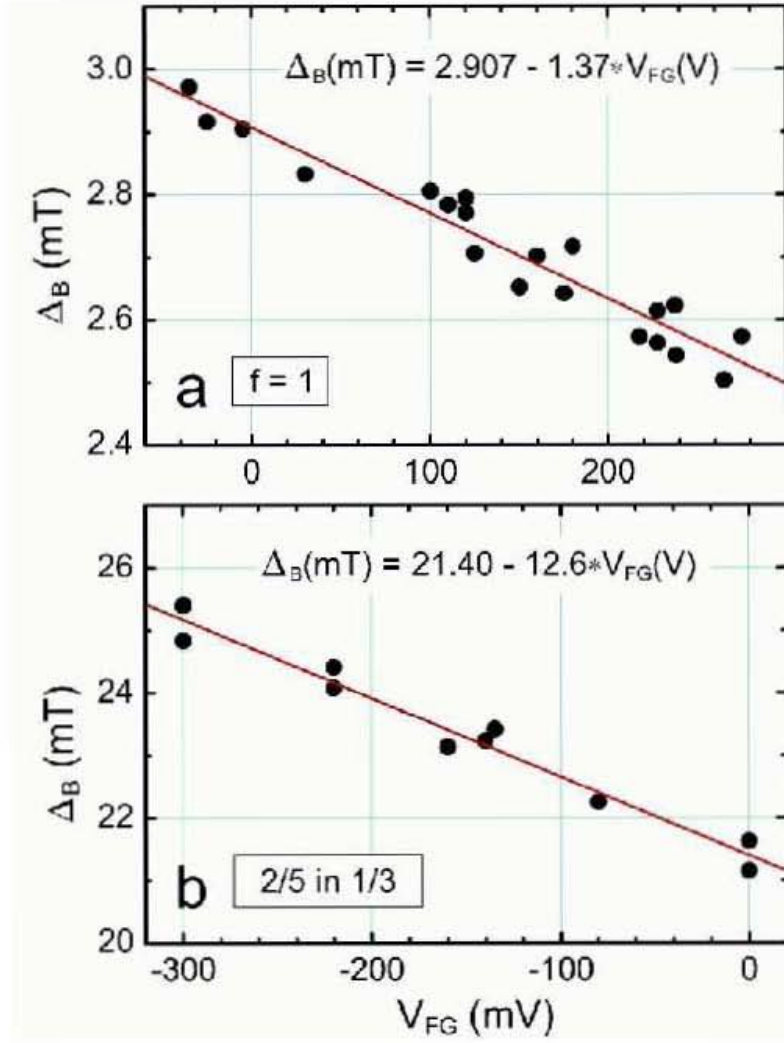 Δ_B(mT) = 2.907 - 1.37*V_FG(V)
3.0
2.8
2.6
2.4
Δ_B (mT)
a
f = 1
0
100
200
Δ_B(mT) = 21.40 - 12.6*V_FG(V)
26
24
22
20
Δ_B (mT)
b
2/5 in 1/3
-300
-200
-100
0
V_FG (mV)